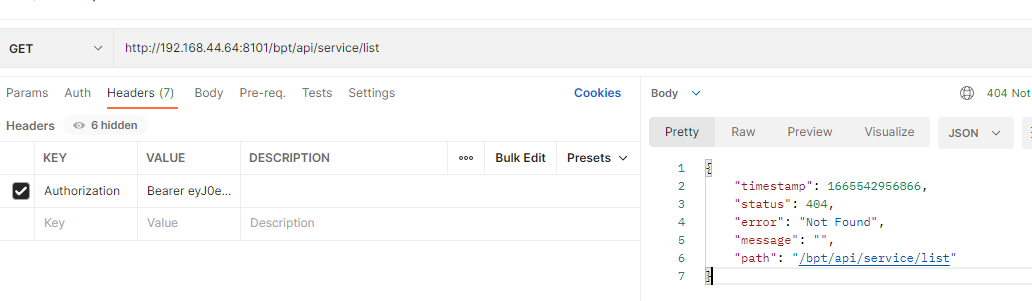 GET http://192.168.44.64:8101/bpt/api/service/list
Params Auth Headers (7) Body Pre-req. Tests Settings Cookies
Headers 6 hidden
KEY VALUE DESCRIPTION ooo Bulk Edit Presets
Authorization Bearer eyJ0e...
Key Value Description
Body 404 Not
Pretty Raw Preview Visualize JSON
1 {
2 "timestamp": 1665542956866,
3 "status": 404,
4 "error": "Not Found",
5 "message": "",
6 "path": "/bpt/api/service/list"
7 }